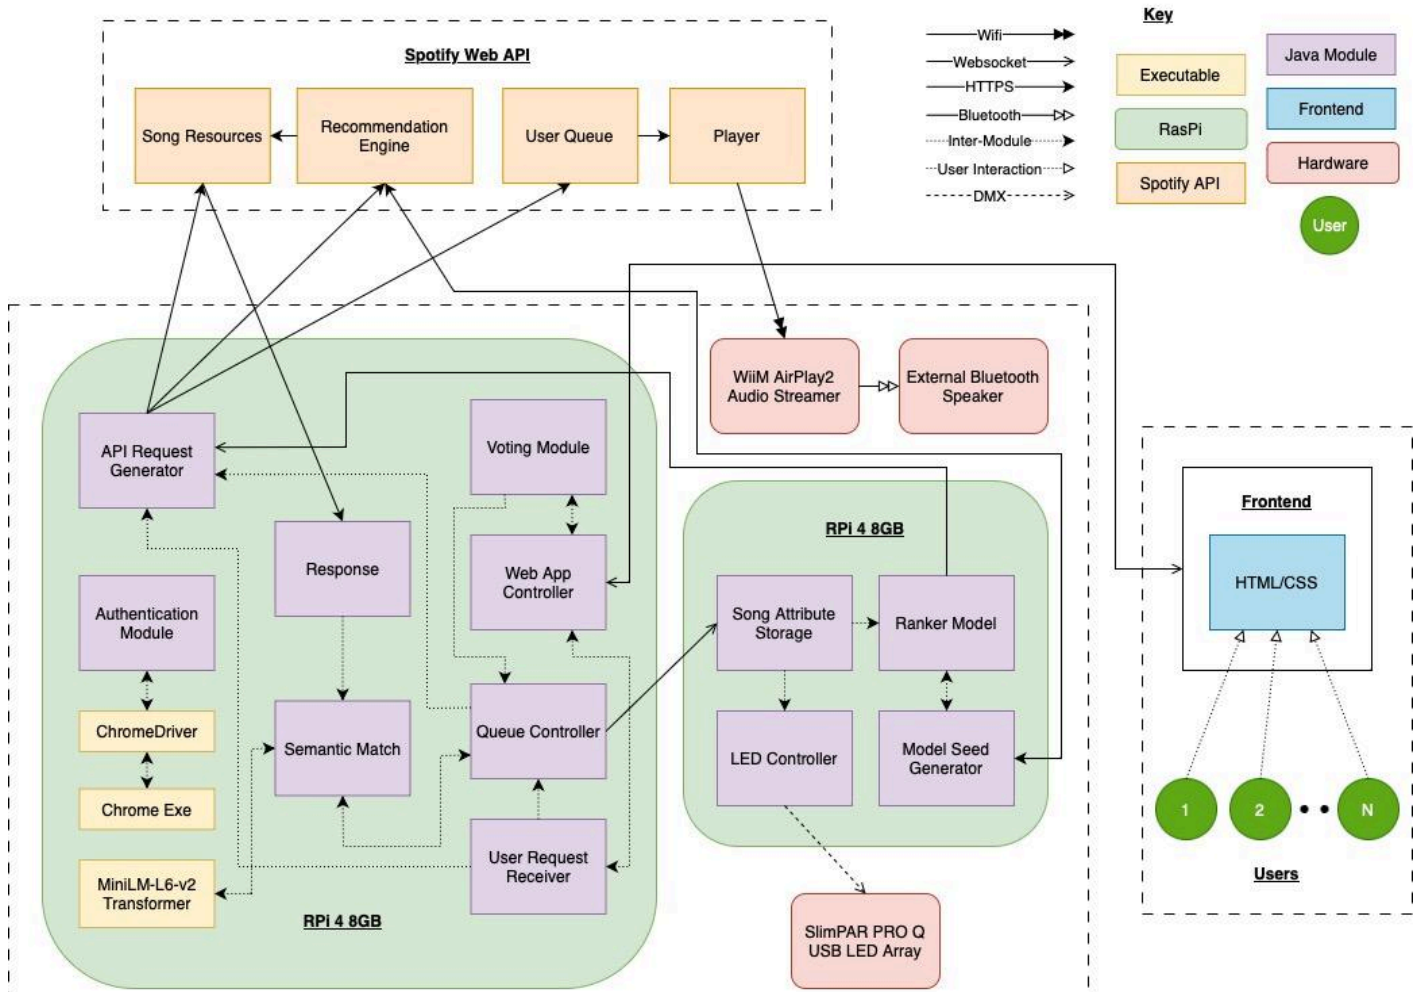 Key
Wifi
Websocket
HTTPS
Bluetooth
Inter-Module
User Interaction
DMX
Executable
RasPi
Spotify API
Java Module
Frontend
Hardware
User
Spotify Web API
Song Resources
Recommendation
Engine
User Queue
Player
WiiM AirPlay2
Audio Streamer
External Bluetooth
Speaker
API Request
Generator
Voting Module
Response
Web App
Controller
Authentication
Module
ChromeDriver
Semantic Match
Queue Controller
Chrome Exe
MiniLM-L6-v2
Transformer
User Request
Receiver
RPi 4 8GB
RPi 4 8GB
Song Attribute
Storage
Ranker Model
LED Controller
Model Seed
Generator
SlimPAR PRO Q
USB LED Array
Frontend
HTML/CSS
1
2
N
Users